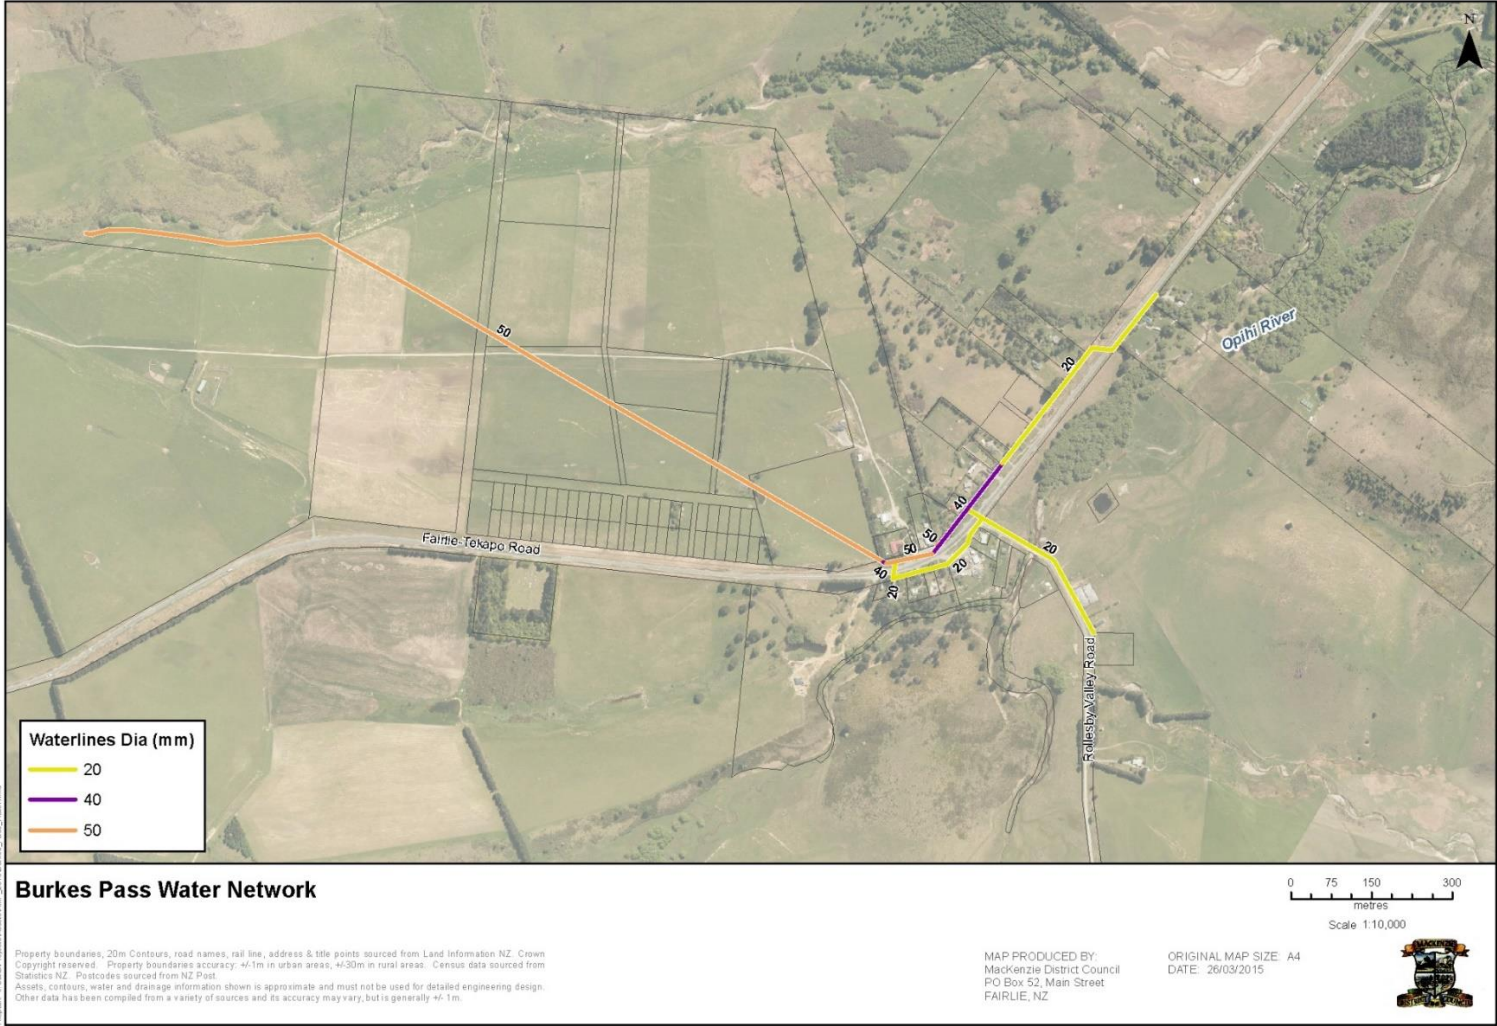 N
50
Opihi River
20
40
50
50
20
20
40
20
Fairlie-Tekapo Road
Rollesby Valley Road
Waterlines Dia (mm)
20
40
50
Burkes Pass Water Network
0 75 150 300
metres
Scale 1:10,000
Property boundaries, 20m Contours, road names, rail line, address & title points sourced from Land Information NZ. Crown
Copyright reserved. Property boundaries accuracy: +/-1m in urban areas, +/-30m in rural areas. Census data sourced from
Statistics NZ. Postcodes sourced from NZ Post.
Assets, contours, water and drainage information shown is approximate and must not be used for detailed engineering design.
Other data has been compiled from a variety of sources and its accuracy may vary, but is generally +/- 1m.
MAP PRODUCED BY:
MacKenzie District Council
PO Box 52, Main Street
FAIRLIE, NZ
ORIGINAL MAP SIZE: A4
DATE: 26/03/2015
MACKENZIE
DISTRICT COUNCIL